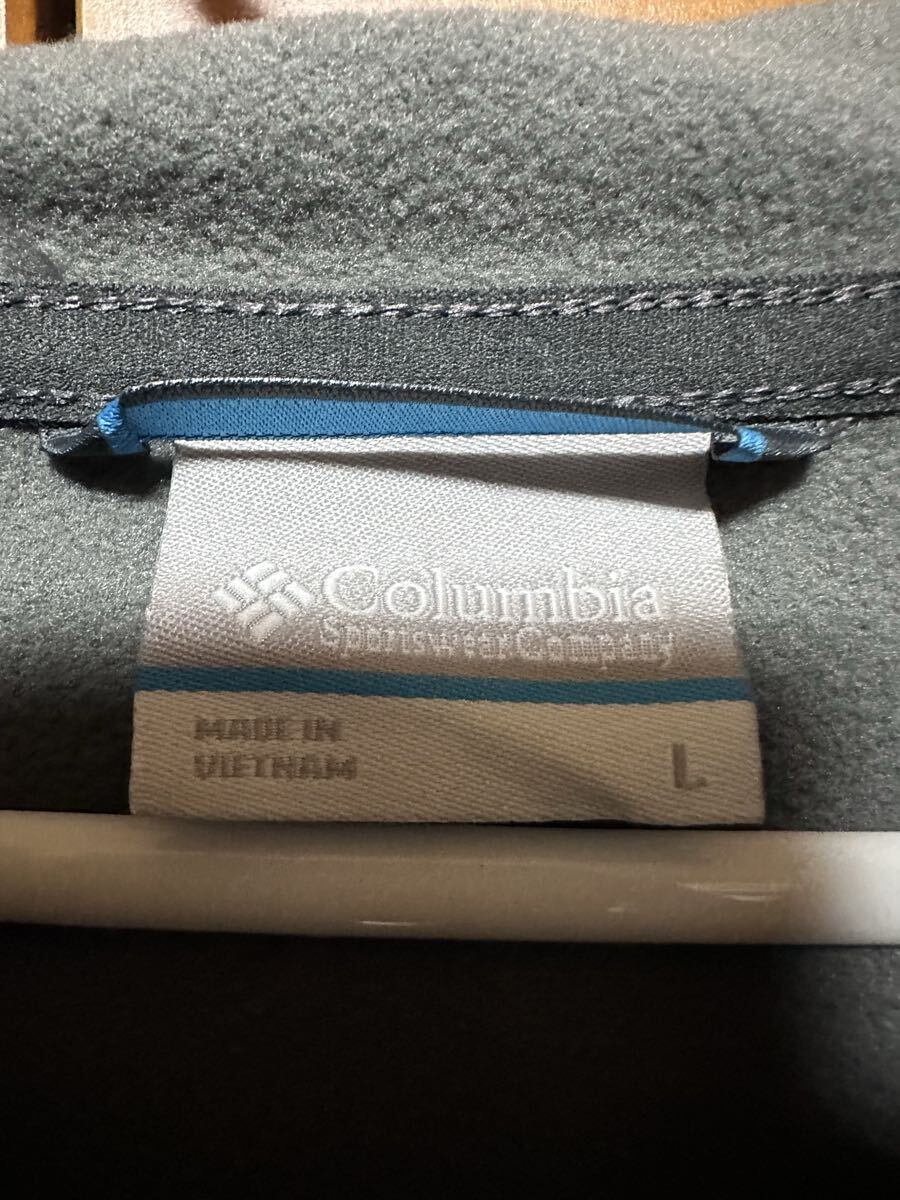 Columbia
Sportswear Company
MADE IN
VIETNAM
L